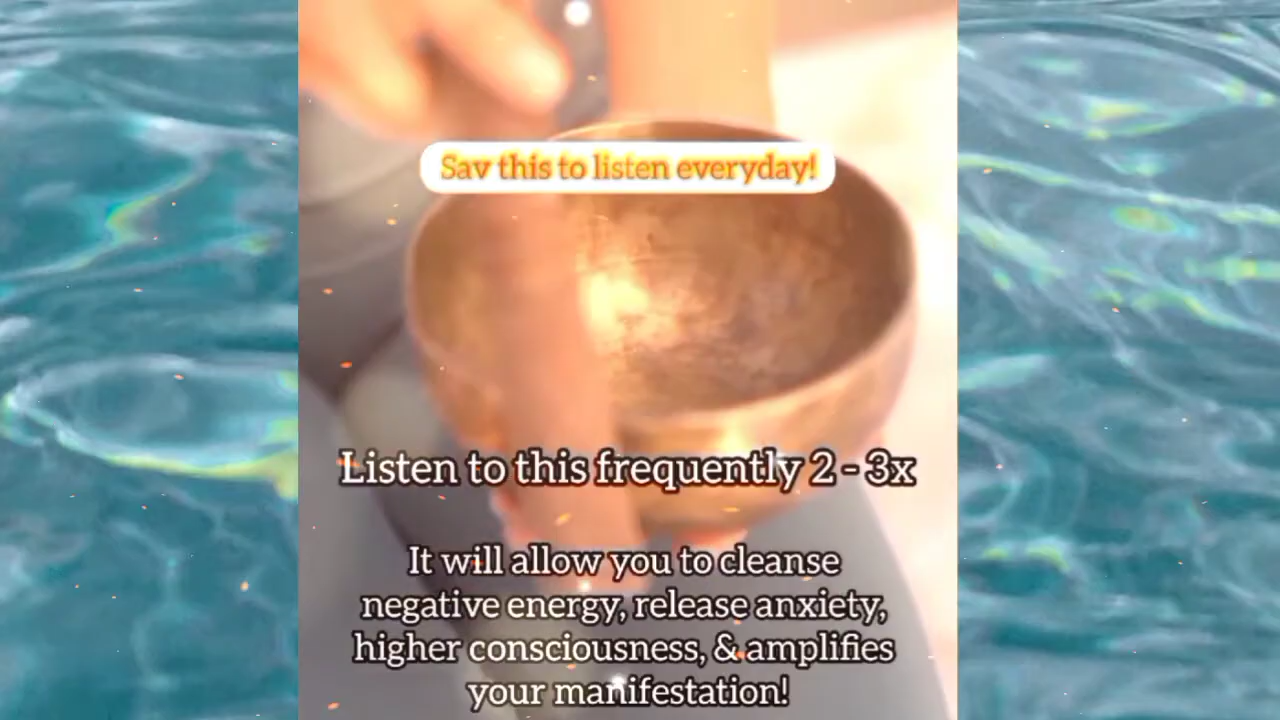 Sav this to listen everyday!
Listen to this frequently 2 - 3x
It will allow you to cleanse
negative energy, release anxiety,
higher consciousness, & amplifies
your manifestation!